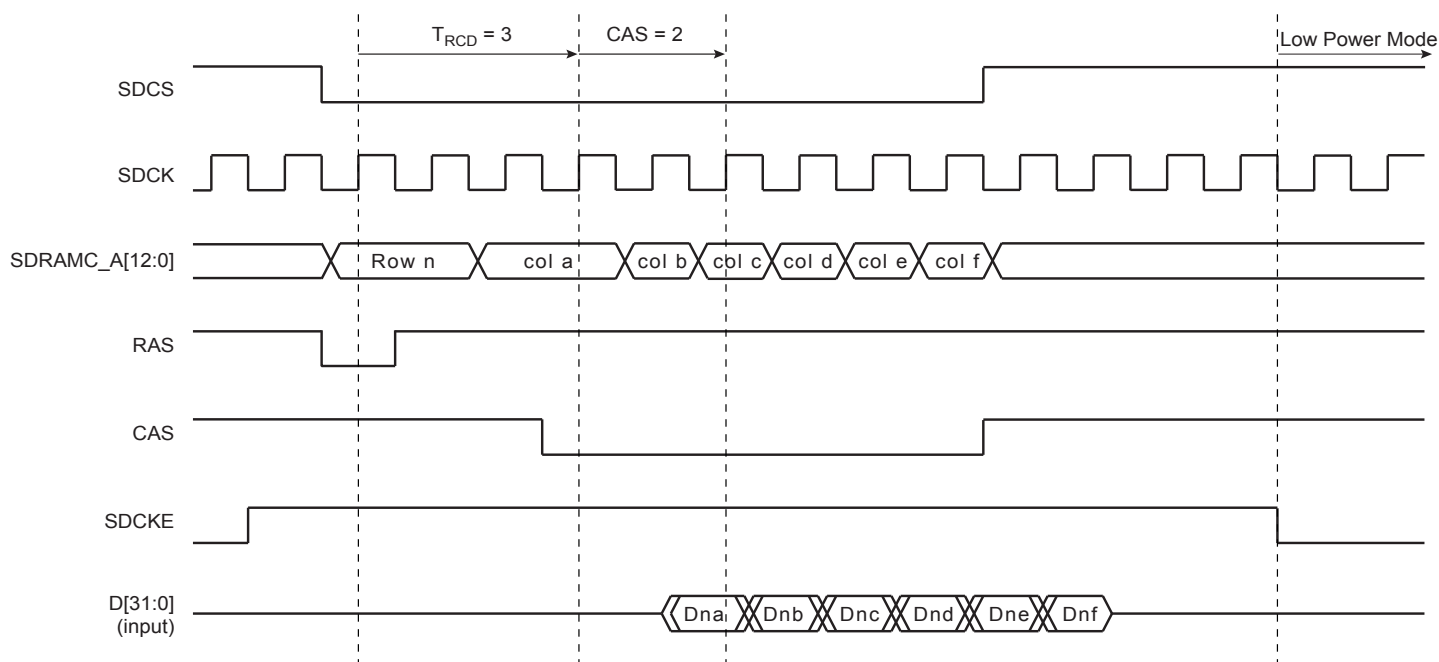 TRCD = 3
CAS = 2
Low Power Mode
SDCS
SDCK
SDRAMC_A[12:0]
Row n
col a
col b
col c
col d
col e
col f
RAS
CAS
SDCKE
D[31:0]
(input)
Dna
Dnb
Dnc
Dnd
Dne
Dnf